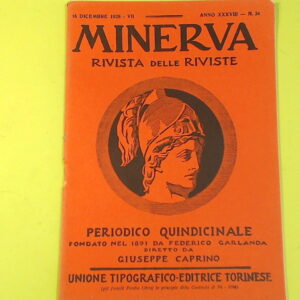 16 DICEMBRE 1928 - VII ANNO XXXVIII - N. 24
MINERVA
RIVISTA DELLE RIVISTE
PERIODICO QUINDICINALE
FONDATO NEL 1891 DA FEDERICO GARLANDA
DIRETTO DA
GIUSEPPE CAPRINO
UNIONE TIPOGRAFICO-EDITRICE TORINESE